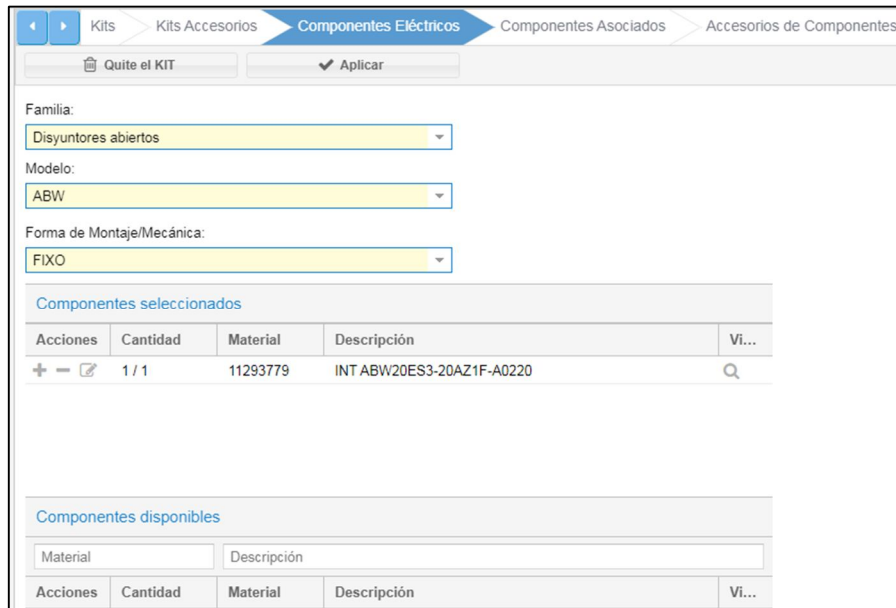 Kits Kits Accesorios Componentes Eléctricos Componentes Asociados Accesorios de Componentes
Quite el KIT Aplicar
Familia:
Disyuntores abiertos
Modelo:
ABW
Forma de Montaje/Mecánica:
FIXO
Componentes seleccionados
Acciones Cantidad Material Descripción Vi...
1 / 1 11293779 INT ABW20ES3-20AZ1F-A0220
Componentes disponibles
Material Descripción
Acciones Cantidad Material Descripción Vi...